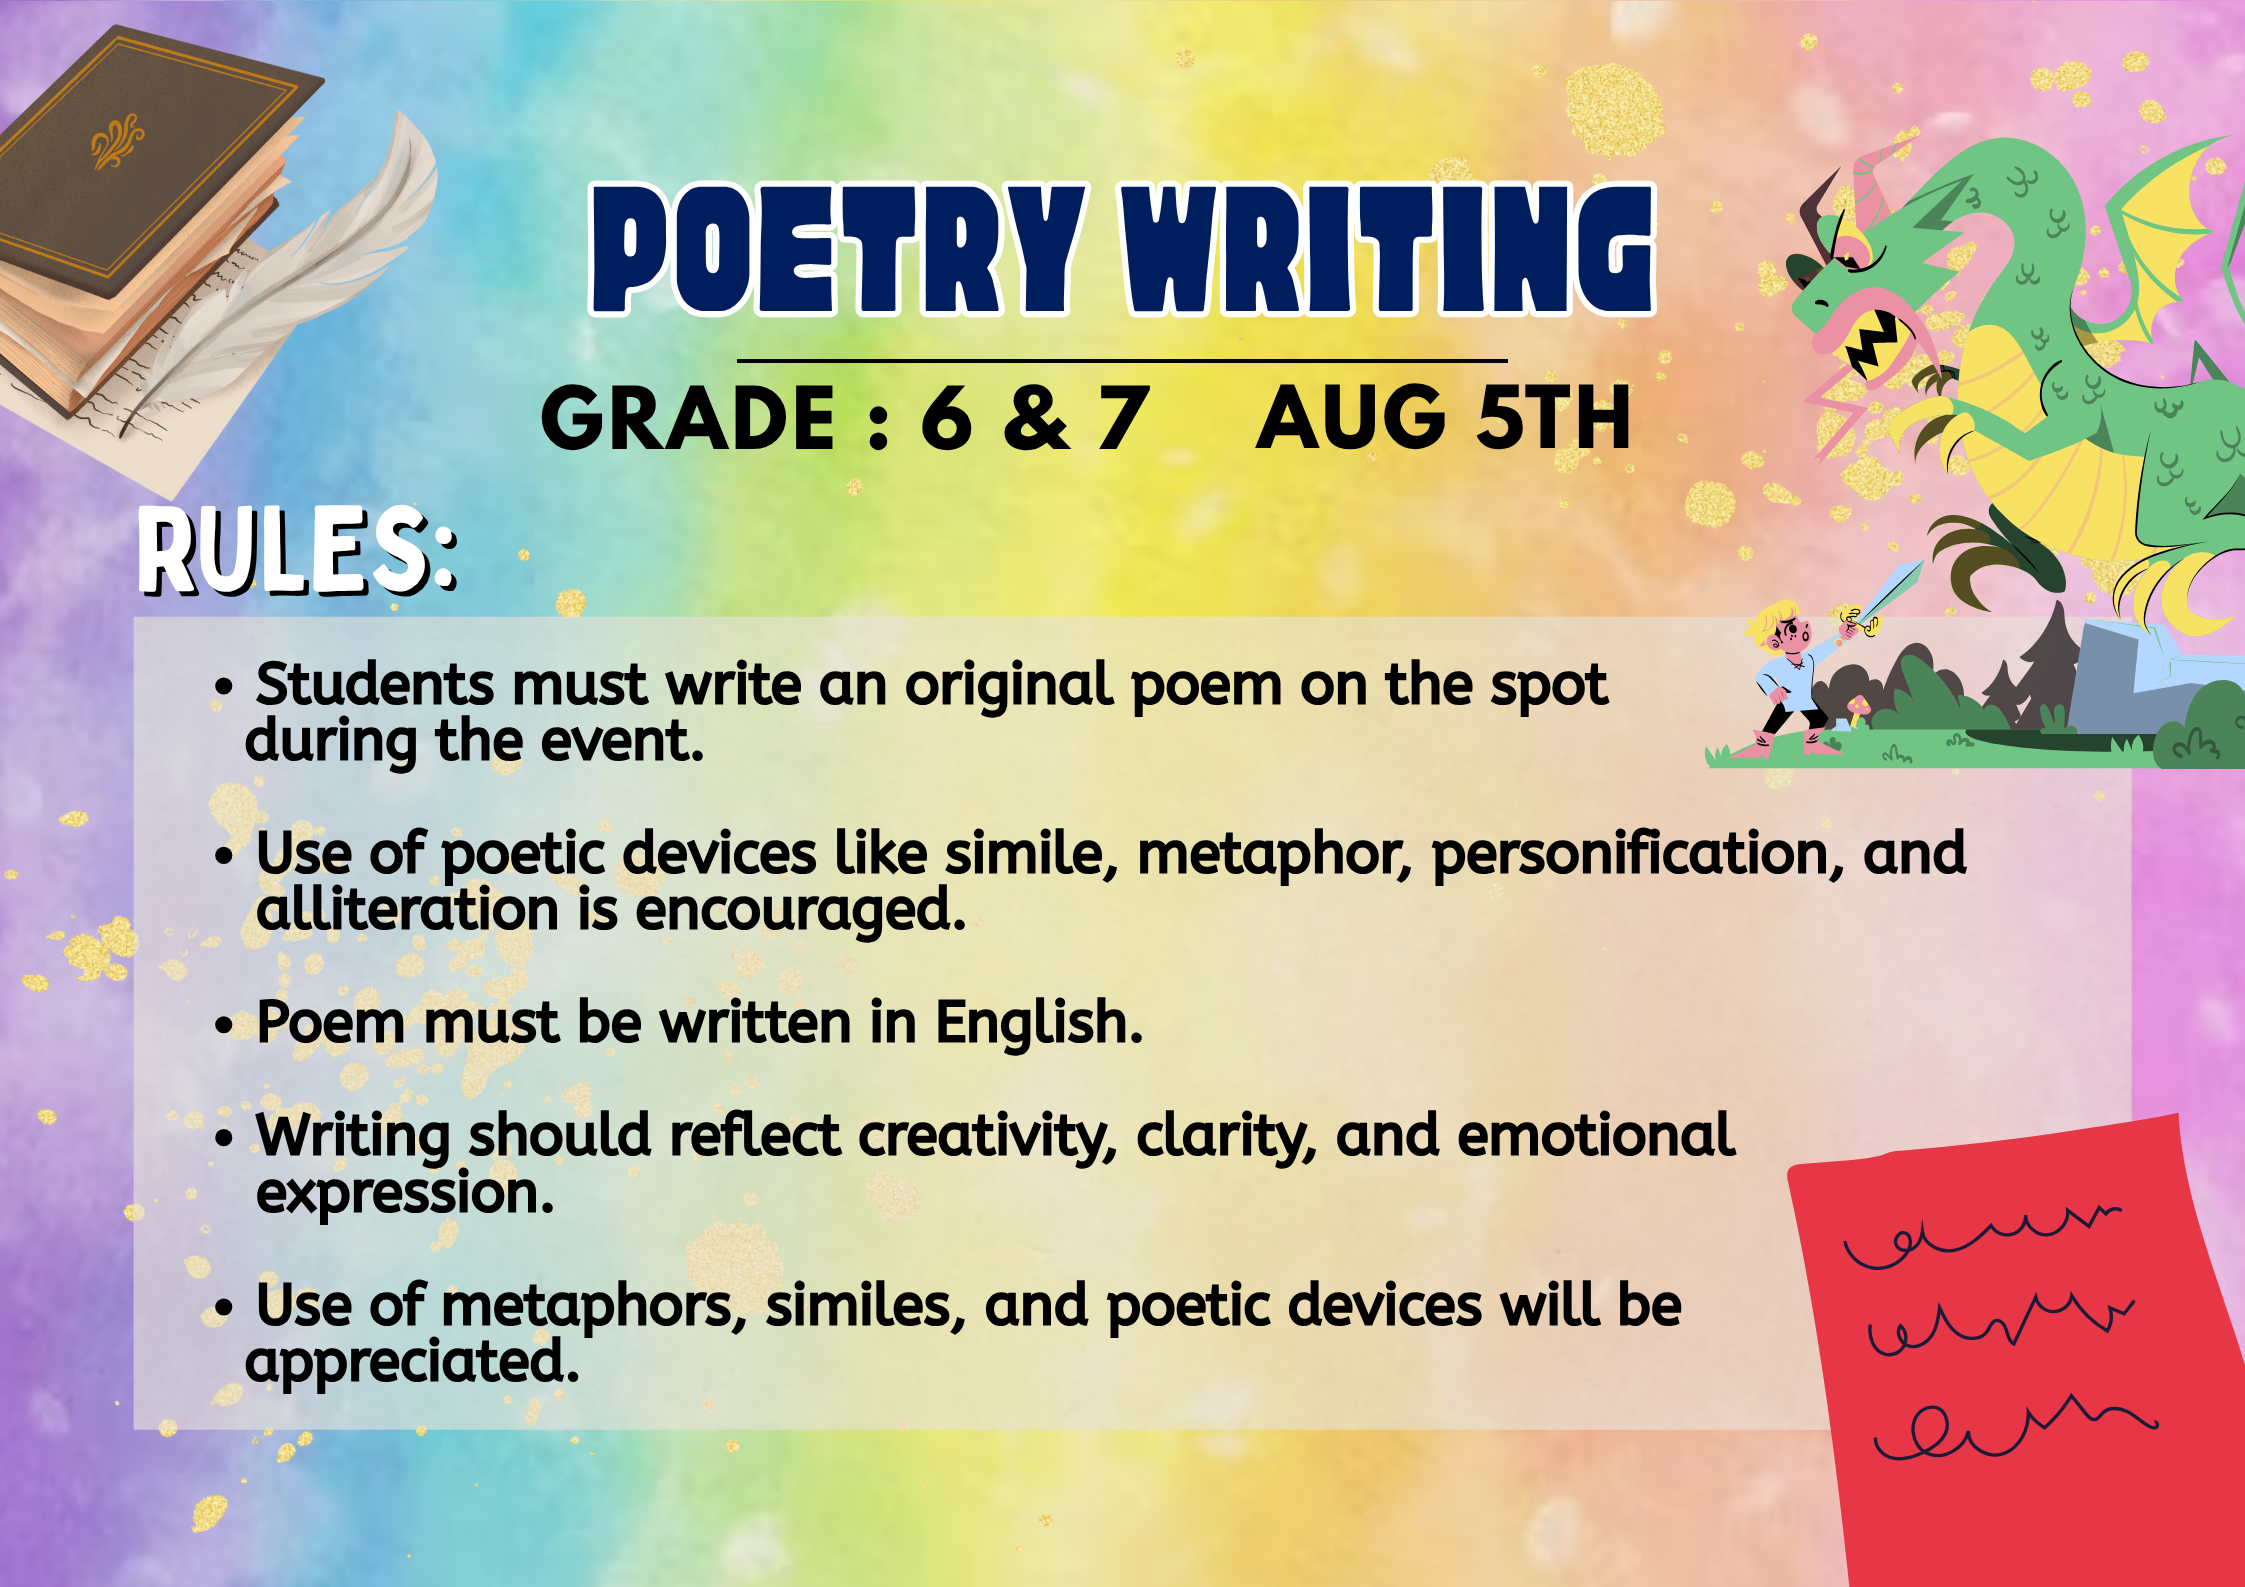 POETRY WRITING
GRADE : 6 & 7 AUG 5TH
RULES:
• Students must write an original poem on the spot
during the event.
• Use of poetic devices like simile, metaphor, personification, and
alliteration is encouraged.
• Poem must be written in English.
• Writing should reflect creativity, clarity, and emotional
expression.
• Use of metaphors, similes, and poetic devices will be
appreciated.